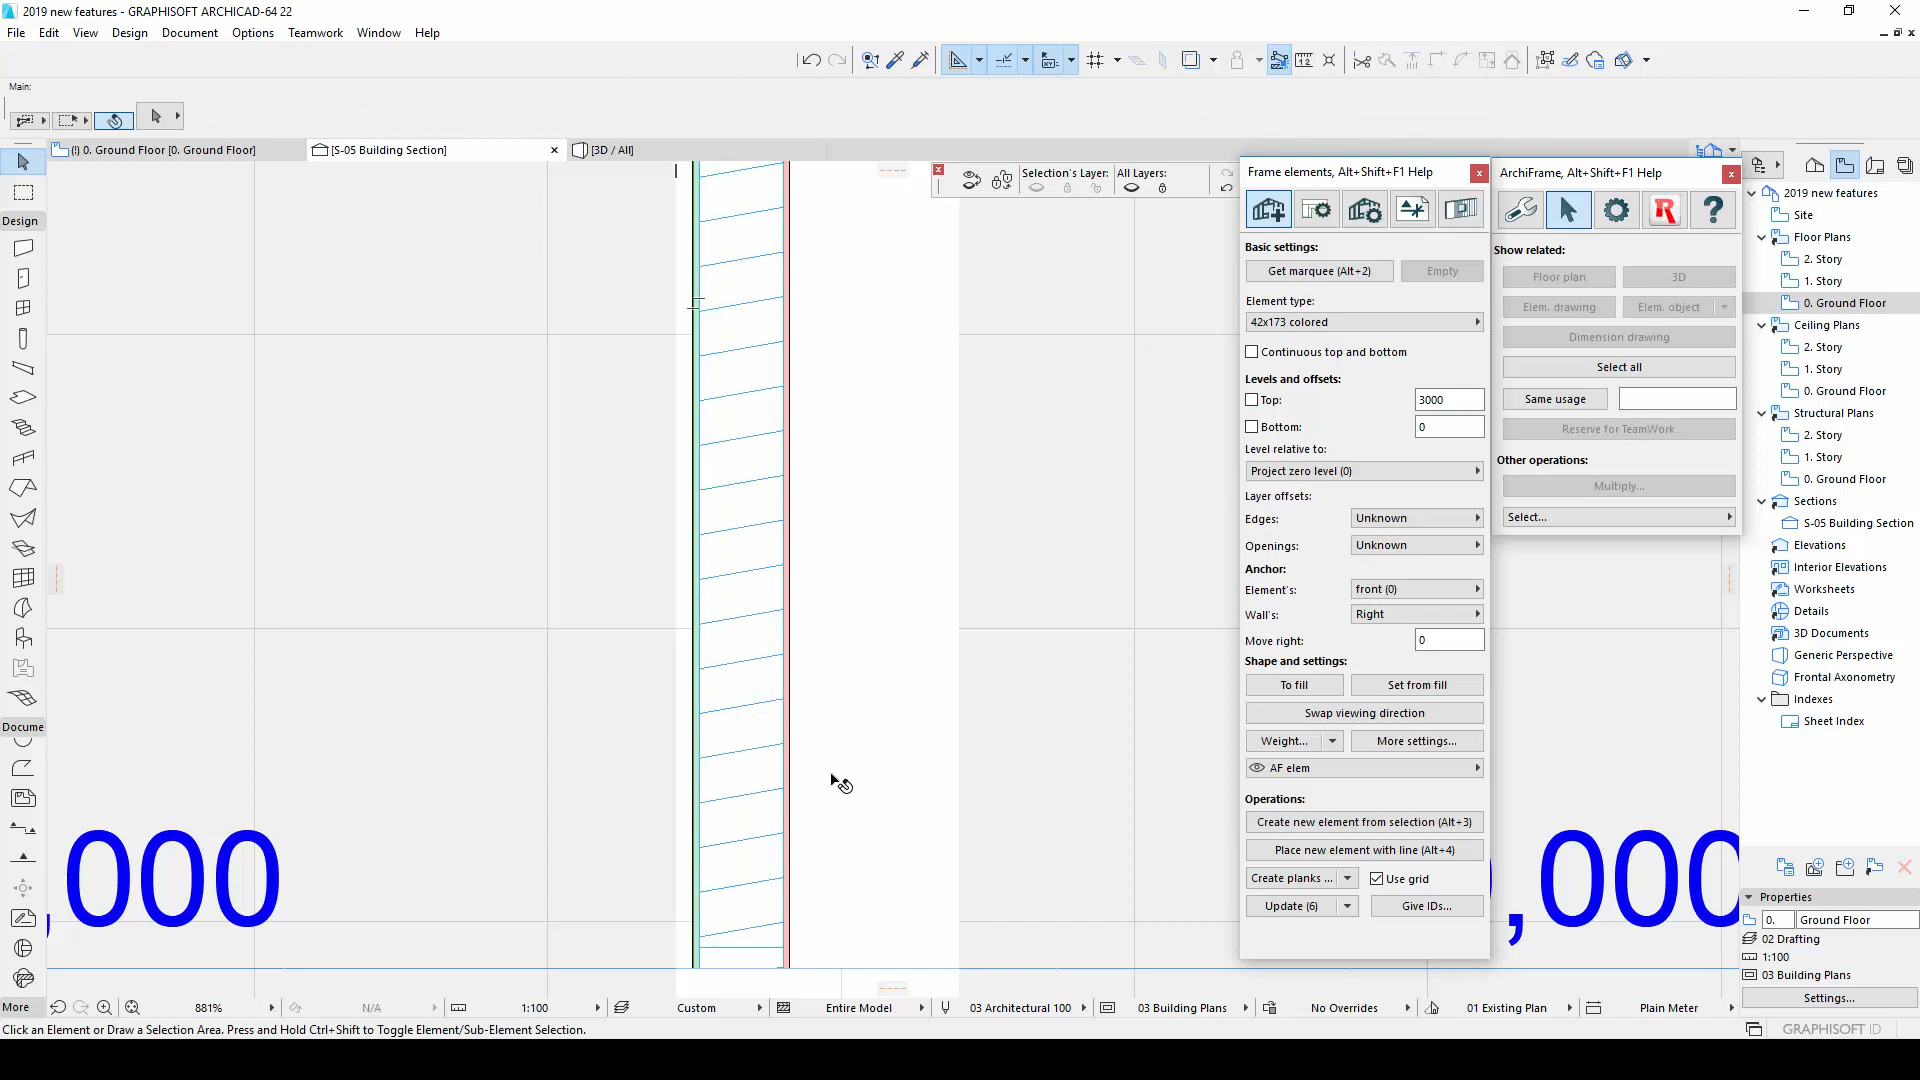 2019 new features - GRAPHISOFT ARCHICAD-64 22
File Edit View Design Document Options Teamwork Window Help
Main:
(!) 0. Ground Floor [0. Ground Floor]
[S-05 Building Section]
[3D / All]
Selection's Layer: All Layers:
Design
Docume
More
,000
,000
Frame elements, Alt+Shift+F1 Help
Basic settings:
Get marquee (Alt+2) Empty
Element type:
42x173 colored
Continuous top and bottom
Levels and offsets:
Top: 3000
Bottom: 0
Level relative to:
Project zero level (0)
Layer offsets:
Edges: Unknown
Openings: Unknown
Anchor:
Element's: front (0)
Wall's: Right
Move right: 0
Shape and settings:
To fill Set from fill
Swap viewing direction
Weight... More settings...
AF elem
Operations:
Create new element from selection (Alt+3)
Place new element with line (Alt+4)
Create planks ... Use grid
Update (6) Give IDs...
ArchiFrame, Alt+Shift+F1 Help
R ?
Show related:
Floor plan 3D
Elem. drawing Elem. object
Dimension drawing
Select all
Same usage
Reserve for TeamWork
Other operations:
Multiply...
Select...
2019 new features
Site
Floor Plans
2. Story
1. Story
0. Ground Floor
Ceiling Plans
2. Story
1. Story
0. Ground Floor
Structural Plans
2. Story
1. Story
0. Ground Floor
Sections
S-05 Building Section
Elevations
Interior Elevations
Worksheets
Details
3D Documents
Generic Perspective
Frontal Axonometry
Indexes
Sheet Index
Properties
0. Ground Floor
02 Drafting
1:100
03 Building Plans
Settings...
881% N/A 1:100 Custom Entire Model 03 Architectural 100 03 Building Plans No Overrides 01 Existing Plan Plain Meter
Click an Element or Draw a Selection Area. Press and Hold Ctrl+Shift to Toggle Element/Sub-Element Selection.
GRAPHISOFT ID